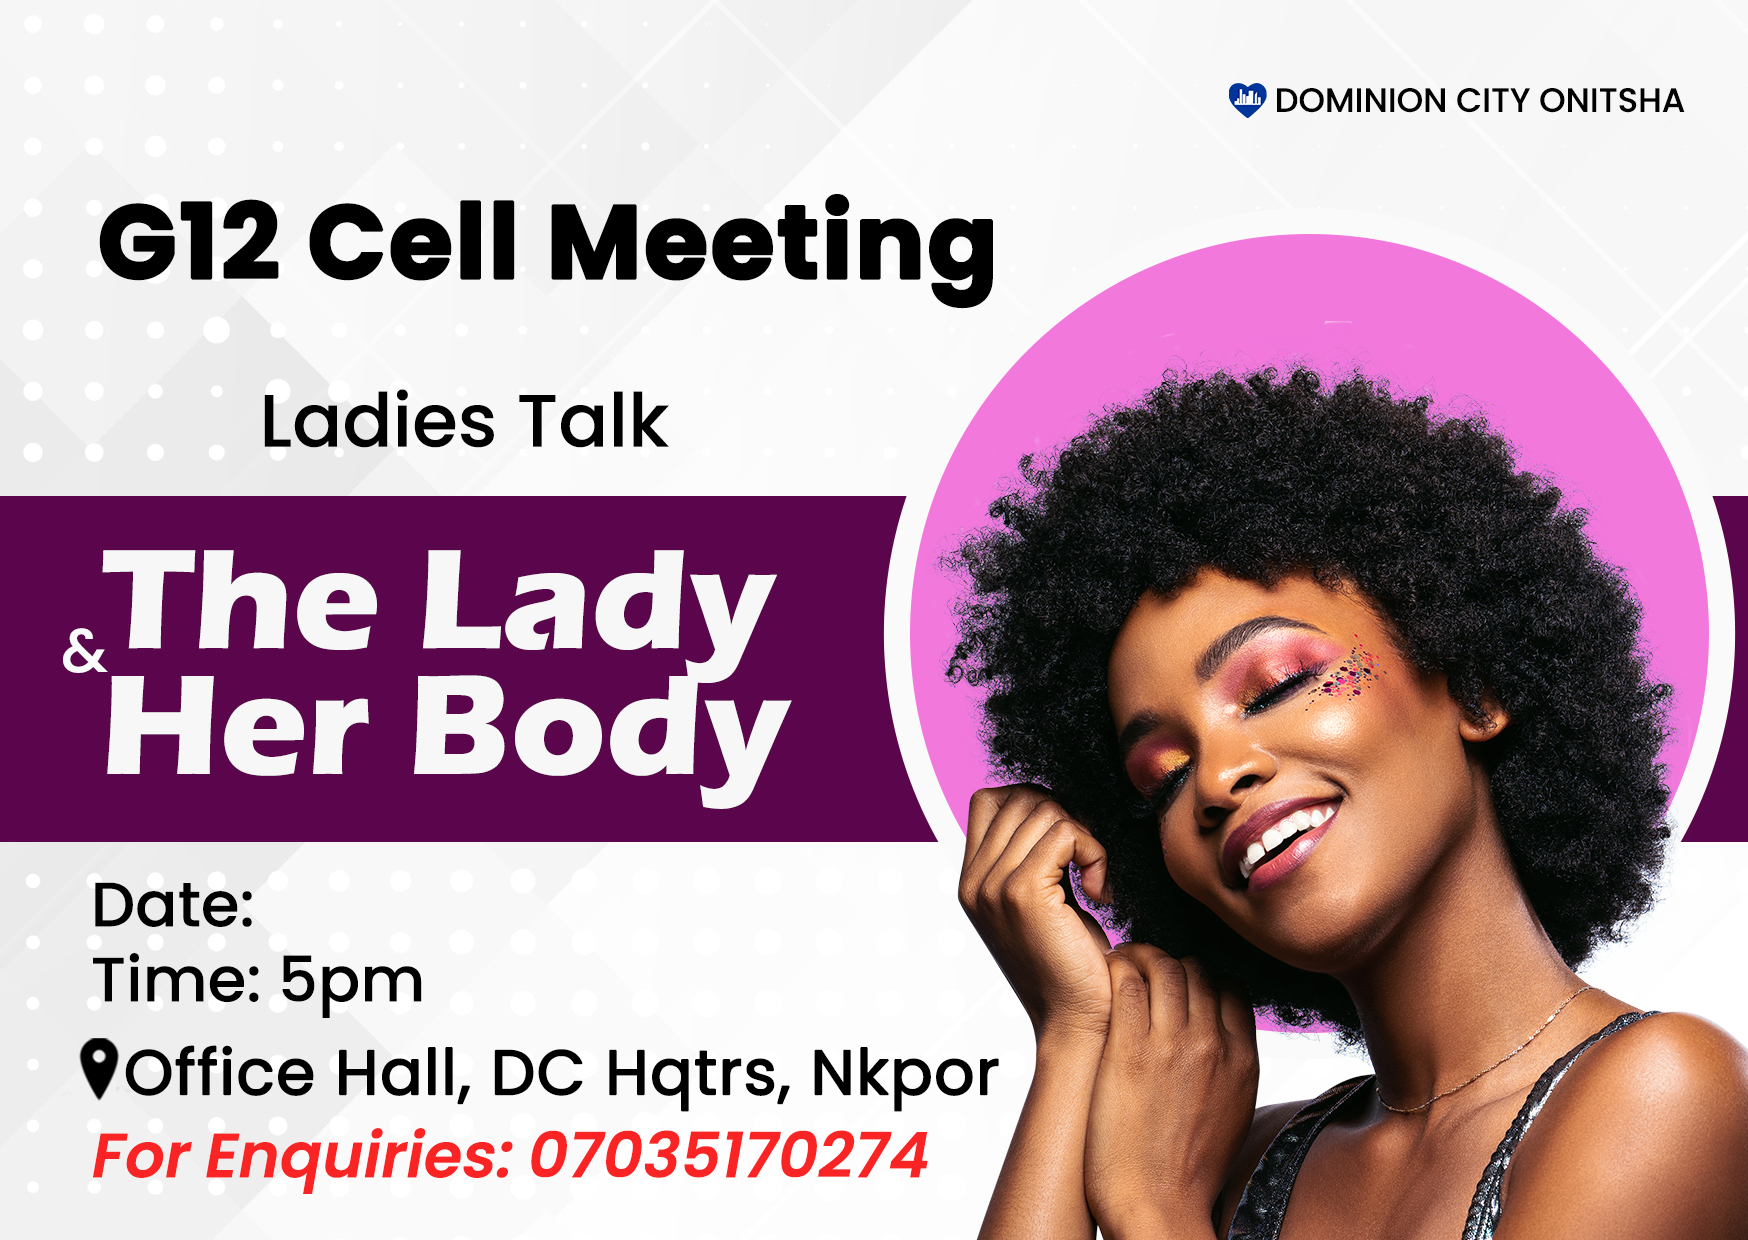 DOMINION CITY ONITSHA
G12 Cell Meeting
Ladies Talk
The Lady
&
Her Body
Date:
Time: 5pm
Office Hall, DC Hqtrs, Nkpor
For Enquiries: 07035170274